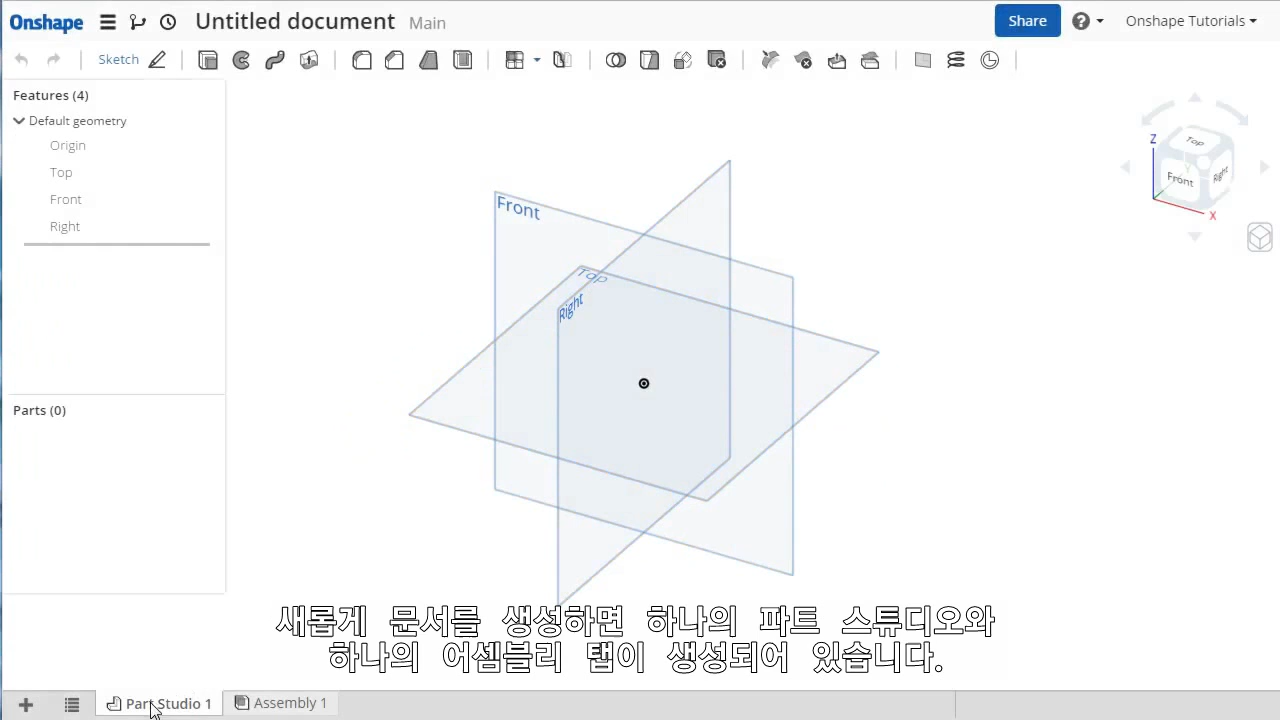 Onshape Untitled document Main Share Onshape Tutorials
Sketch
Features (4)
Default geometry
Origin
Top
Front
Right
Parts (0)
Front
Top
Right
Z
Top
Front
Right
Y
X
새롭게 문서를 생성하면 하나의 파트 스튜디오와
하나의 어셈블리 탭이 생성되어 있습니다.
Part Studio 1 Assembly 1